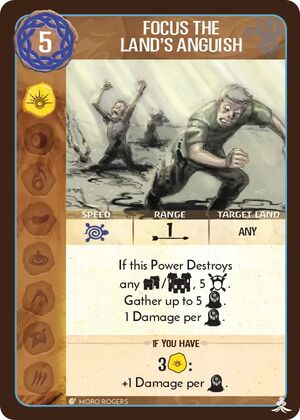 5
FOCUS THE
LAND'S ANGUISH
SPEED RANGE TARGET LAND
1 ANY
If this Power Destroys
any / , 5 .
Gather up to 5 .
1 Damage per .
IF YOU HAVE
3 :
+1 Damage per .
MORO ROGERS